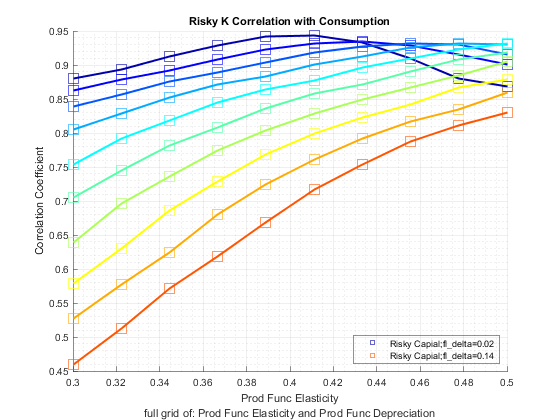 Risky K Correlation with Consumption
0.95
0.9
0.85
0.8
0.75
0.7
0.65
0.6
0.55
0.5
0.45
Correlation Coefficient
Risky Capial;fl_delta=0.02
Risky Capial;fl_delta=0.14
0.3 0.32 0.34 0.36 0.38 0.4 0.42 0.44 0.46 0.48 0.5
Prod Func Elasticity
full grid of: Prod Func Elasticity and Prod Func Depreciation